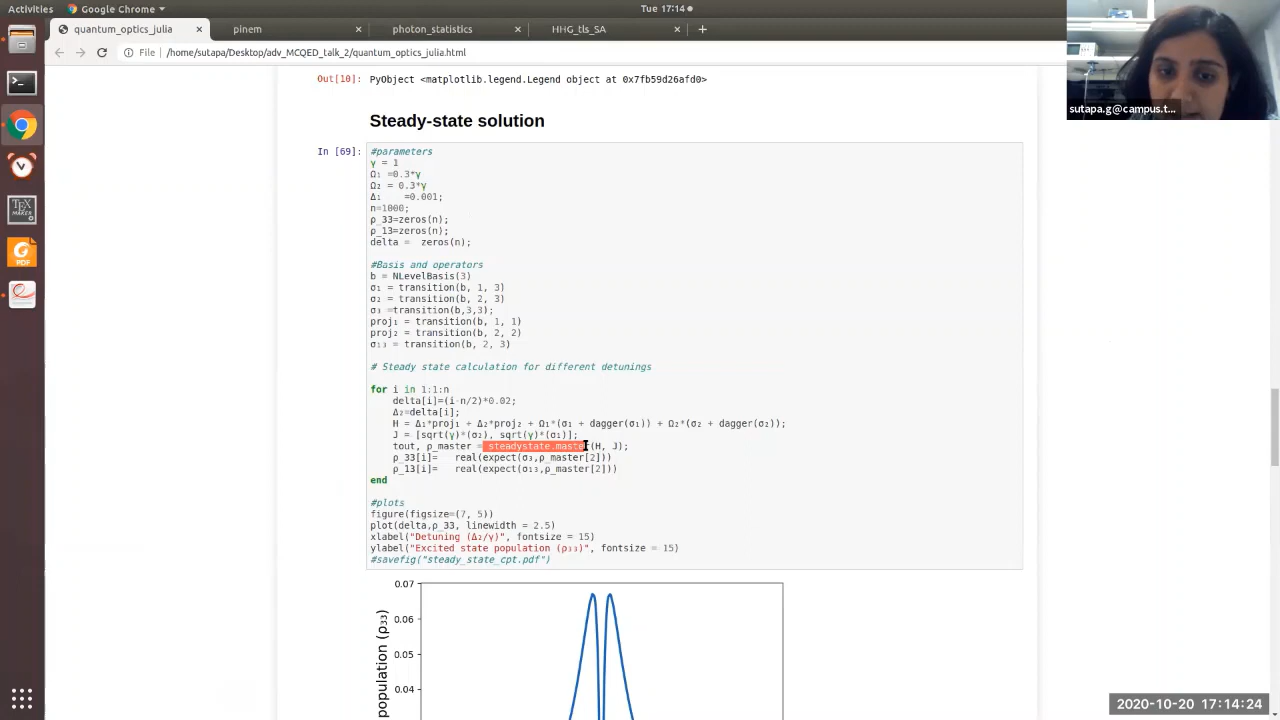 Activities
Google Chrome
Tue 17:14
quantum_optics_julia
pinem
photon_statistics
HHG_tls_SA
File
/home/sutapa/Desktop/adv_MCQED_talk_2/quantum_optics_julia.html
sutapa.g@campus.t...
Out[10]: PyObject <matplotlib.legend.Legend object at 0x7fb59d26afd0>
Steady-state solution
In [69]:
#parameters
γ = 1
Ω₁ =0.3*γ
Ω₂ = 0.3*γ
Δ₁ =0.001;
n=1000;
ρ_33=zeros(n);
ρ_13=zeros(n);
delta = zeros(n);
#Basis and operators
b = NLevelBasis(3)
σ₁ = transition(b, 1, 3)
σ₂ = transition(b, 2, 3)
σ₃ =transition(b,3,3);
proj₁ = transition(b, 1, 1)
proj₂ = transition(b, 2, 2)
σ₁₃ = transition(b, 2, 3)
# Steady state calculation for different detunings
for i in 1:1:n
delta[i]=(i-n/2)*0.02;
Δ₂=delta[i];
H = Δ₁*proj₁ + Δ₂*proj₂ + Ω₁*(σ₁ + dagger(σ₁)) + Ω₂*(σ₂ + dagger(σ₂));
J = [sqrt(γ)*(σ₂), sqrt(γ)*(σ₁)];
tout, ρ_master = steadystate.master(H, J);
ρ_33[i]= real(expect(σ₃,ρ_master[2]))
ρ_13[i]= real(expect(σ₁₃,ρ_master[2]))
end
#plots
figure(figsize=(7, 5))
plot(delta,ρ_33, linewidth = 2.5)
xlabel("Detuning (Δ₂/γ)", fontsize = 15)
ylabel("Excited state population (ρ₃₃)", fontsize = 15)
#savefig("steady_state_cpt.pdf")
0.07
0.06
0.05
0.04
population (ρ₃₃)
TEX
MAKER
PDF
2020-10-20 17:14:24